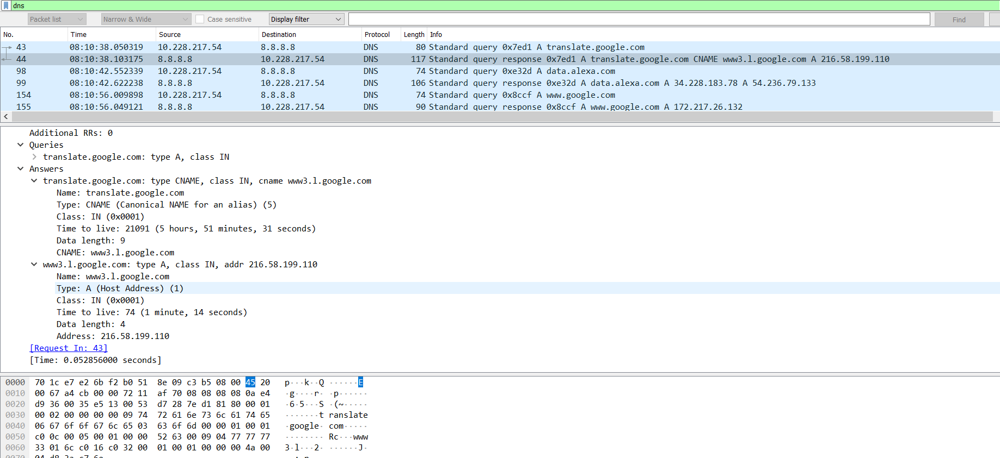 dns
Packet list Narrow & Wide Case sensitive Display filter Find
No. Time Source Destination Protocol Length Info
43 08:10:38.050319 10.228.217.54 8.8.8.8 DNS 80 Standard query 0x7ed1 A translate.google.com
44 08:10:38.103175 8.8.8.8 10.228.217.54 DNS 117 Standard query response 0x7ed1 A translate.google.com CNAME www3.l.google.com A 216.58.199.110
98 08:10:42.552339 10.228.217.54 8.8.8.8 DNS 74 Standard query 0xe32d A data.alexa.com
99 08:10:42.622238 8.8.8.8 10.228.217.54 DNS 106 Standard query response 0xe32d A data.alexa.com A 34.228.183.78 A 54.236.79.133
154 08:10:56.009898 10.228.217.54 8.8.8.8 DNS 74 Standard query 0x8ccf A www.google.com
155 08:10:56.049121 8.8.8.8 10.228.217.54 DNS 90 Standard query response 0x8ccf A www.google.com A 172.217.26.132
Additional RRs: 0
Queries
translate.google.com: type A, class IN
Answers
translate.google.com: type CNAME, class IN, cname www3.l.google.com
Name: translate.google.com
Type: CNAME (Canonical NAME for an alias) (5)
Class: IN (0x0001)
Time to live: 21091 (5 hours, 51 minutes, 31 seconds)
Data length: 9
CNAME: www3.l.google.com
www3.l.google.com: type A, class IN, addr 216.58.199.110
Name: www3.l.google.com
Type: A (Host Address) (1)
Class: IN (0x0001)
Time to live: 74 (1 minute, 14 seconds)
Data length: 4
Address: 216.58.199.110
[Request In: 43]
[Time: 0.052856000 seconds]
0000 70 1c e7 e2 6b f2 b0 51 8e 09 c3 b5 08 00 45 20 p···k··Q ······E
0010 00 67 a4 cb 00 00 72 11 af 70 08 08 08 08 0a e4 ·g····r· ·p······
0020 d9 36 00 35 e5 13 00 53 d7 28 7e d1 81 80 00 01 ·6·5···S ·(~·····
0030 00 02 00 00 00 00 09 74 72 61 6e 73 6c 61 74 65 ·······t ranslate
0040 06 67 6f 6f 67 6c 65 03 63 6f 6d 00 00 01 00 01 ·google· com·····
0050 c0 0c 00 05 00 01 00 00 52 63 00 09 04 77 77 77 ········ Rc···www
0060 33 01 6c c0 16 c0 32 00 01 00 01 00 00 00 4a 00 3·l···2· ······J·
0070 04 d8 3a c7 6e